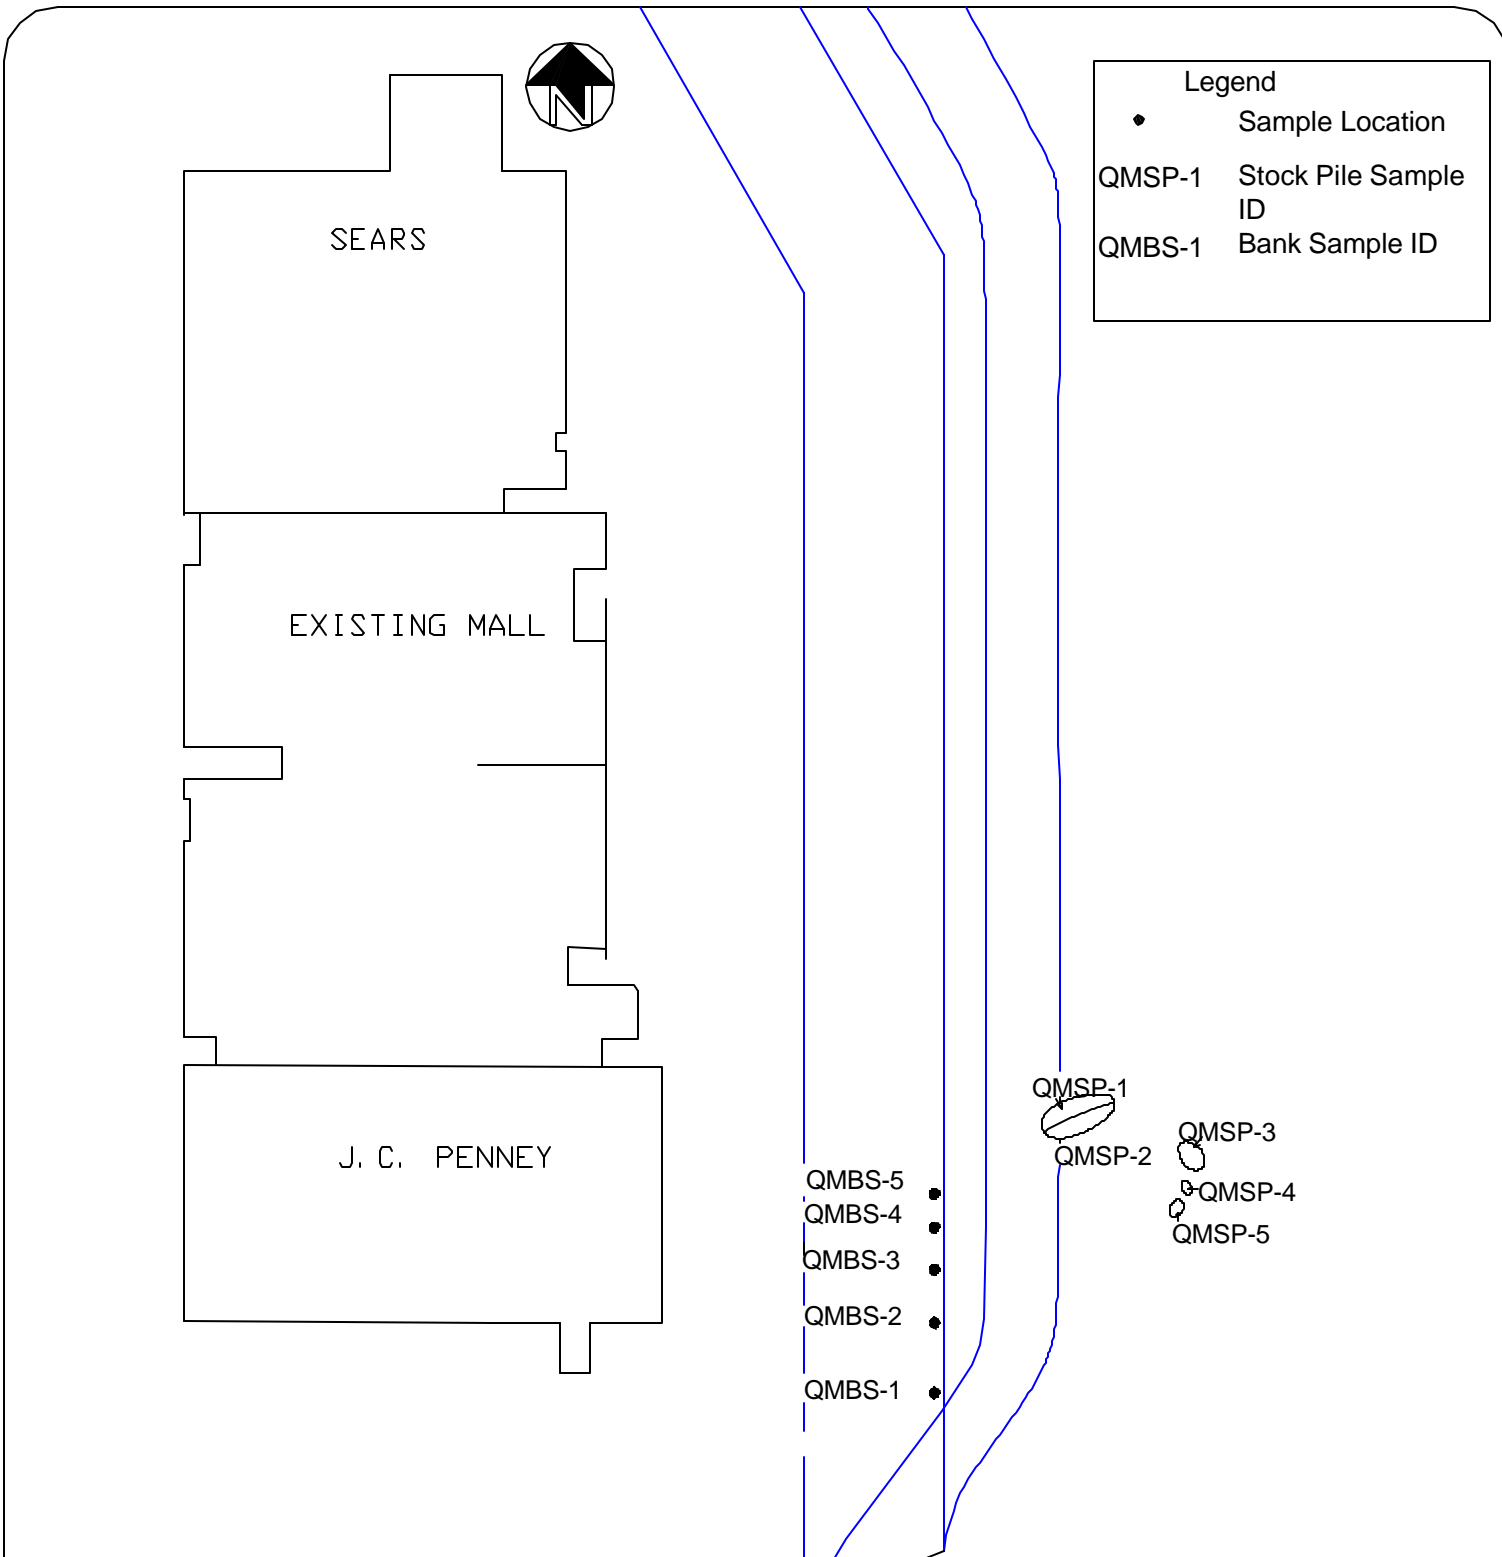 N
Legend
Sample Location
QMSP-1 Stock Pile Sample
ID
QMBS-1 Bank Sample ID
SEARS
EXISTING MALL
J. C. PENNEY
QMSP-1
QMSP-2
QMSP-3
QMSP-4
QMSP-5
QMBS-5
QMBS-4
QMBS-3
QMBS-2
QMBS-1